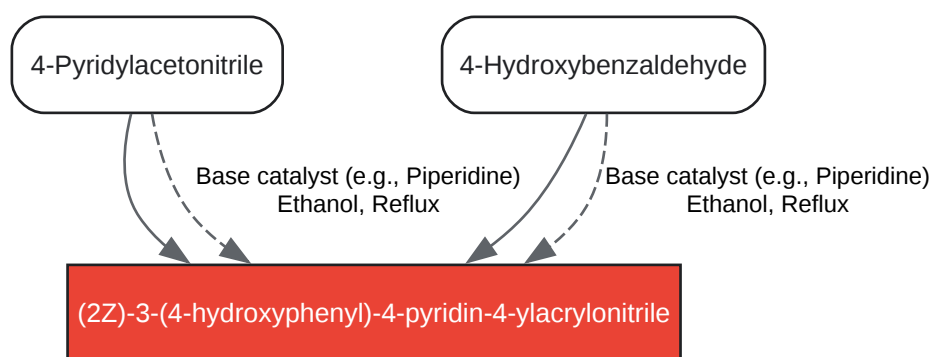 4-Pyridylacetonitrile
4-Hydroxybenzaldehyde
Base catalyst (e.g., Piperidine)
Ethanol, Reflux
Base catalyst (e.g., Piperidine)
Ethanol, Reflux
(2Z)-3-(4-hydroxyphenyl)-4-pyridin-4-ylacrylonitrile